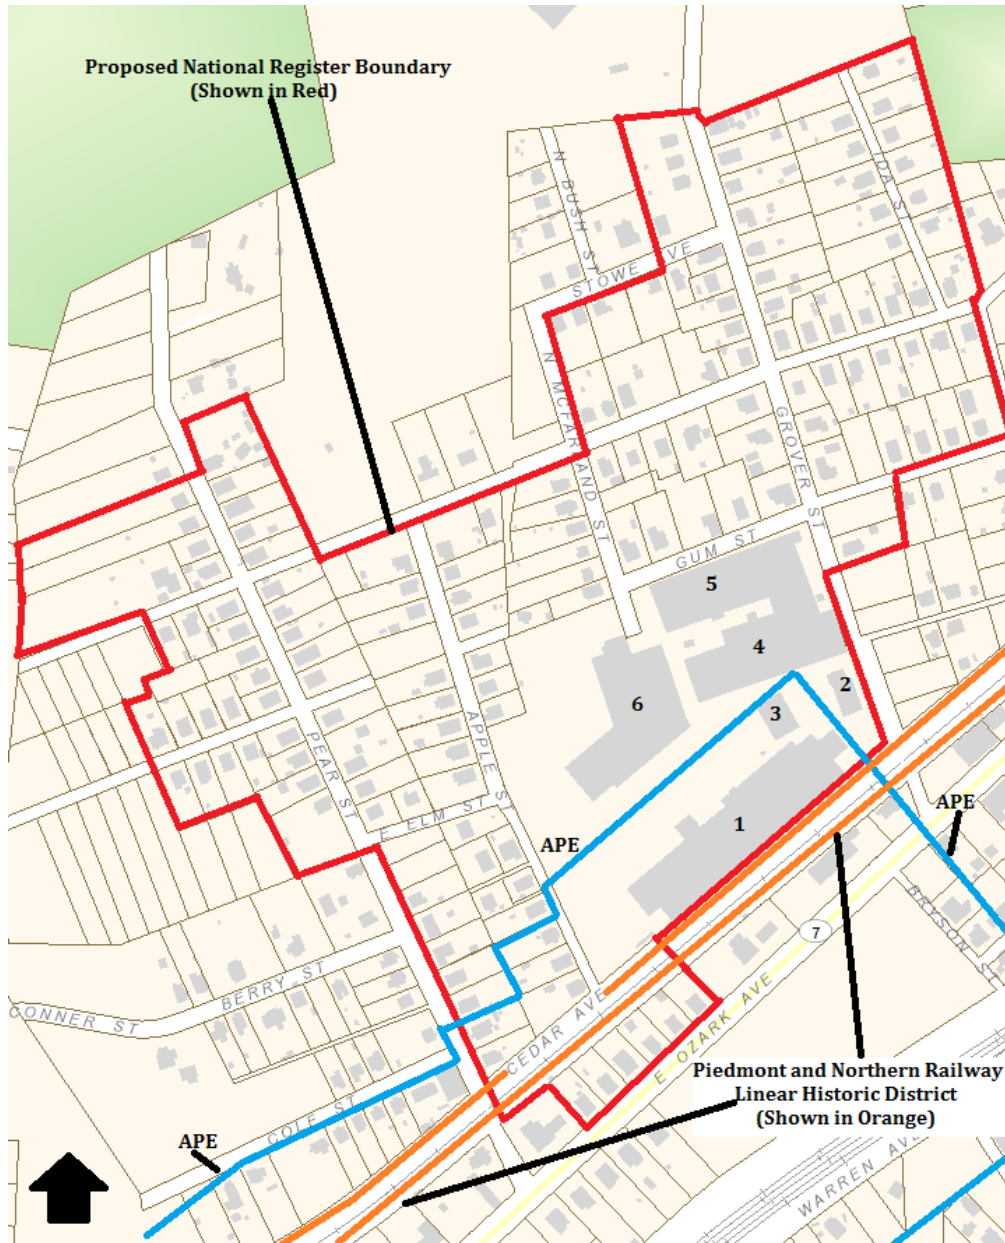 Proposed National Register Boundary
(Shown in Red)
N BUSH ST
IDA ST
STOWE AVE
N MCFARLAND ST
GROVER ST
GUM ST
5
4
2
6
3
PEAR ST
APPLE ST
1
E ELM ST
APE
APE
BRYSON ST
7
BERRY ST
CONNER ST
CEDAR AVE
E OZARK AVE
Piedmont and Northern Railway
Linear Historic District
(Shown in Orange)
COLE ST
APE
WARREN AVE